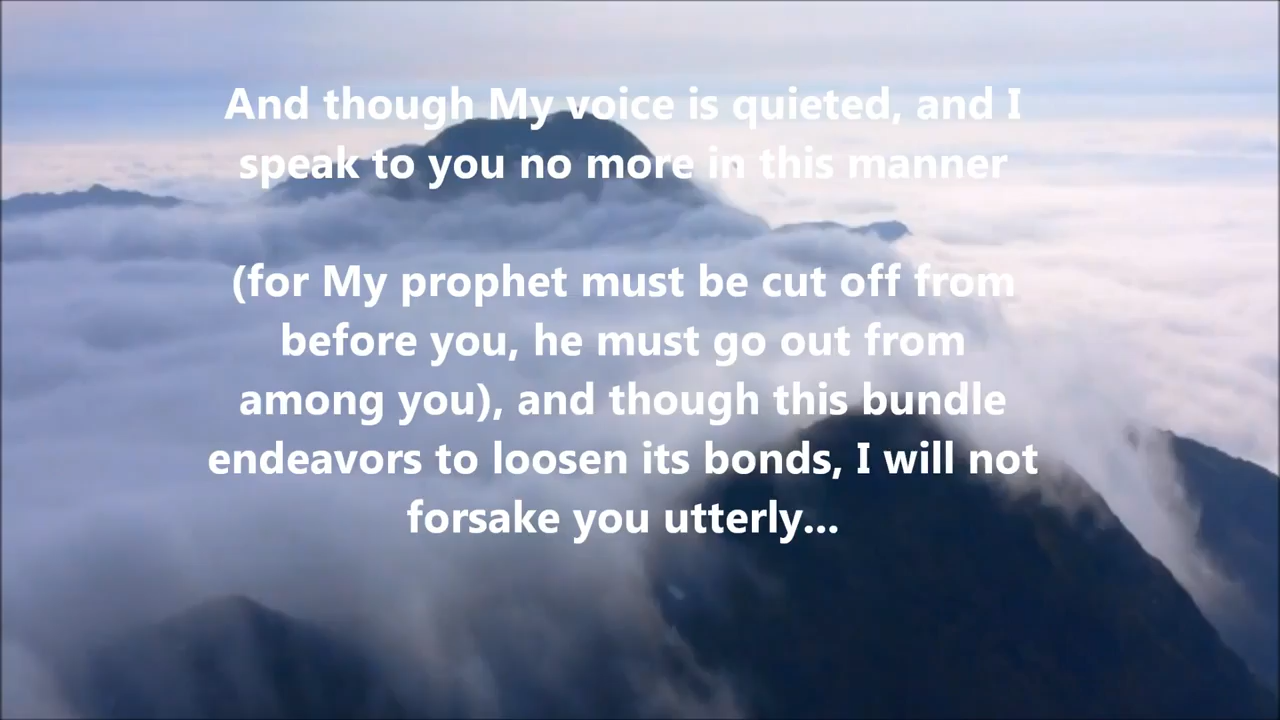 And though My voice is quieted, and I
speak to you no more in this manner
(for My prophet must be cut off from
before you, he must go out from
among you), and though this bundle
endeavors to loosen its bonds, I will not
forsake you utterly...